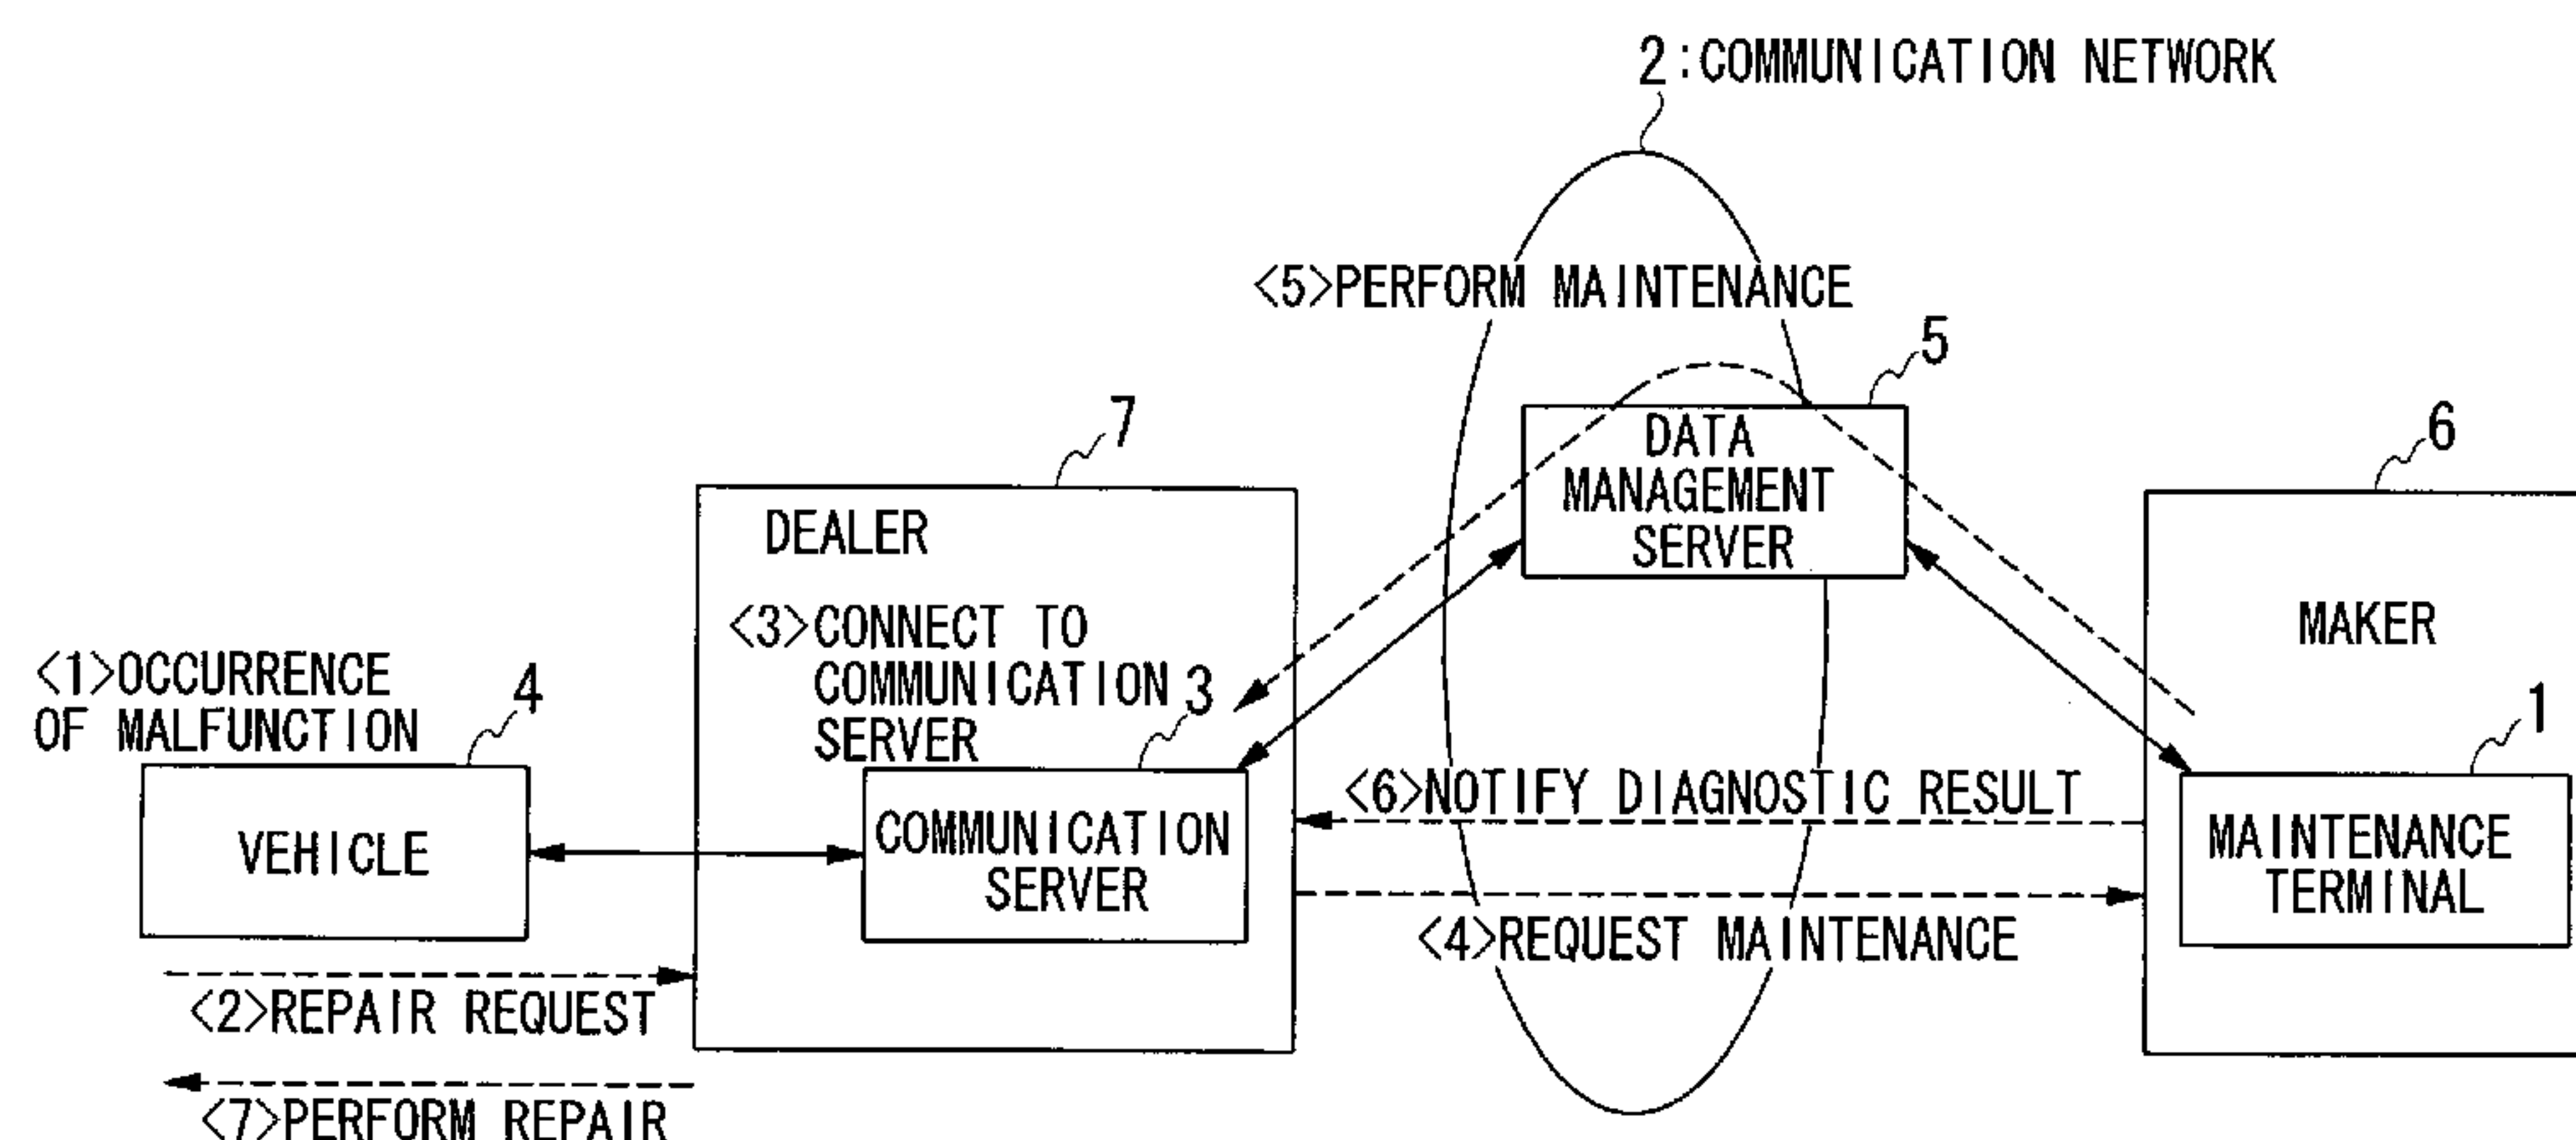 2:COMMUNICATION NETWORK
<5>PERFORM MAINTENANCE
5
7
6
DATA
MANAGEMENT
SERVER
DEALER
MAKER
<3>CONNECT TO
COMMUNICATION
SERVER
3
<1>OCCURRENCE
OF MALFUNCTION
4
1
<6>NOTIFY DIAGNOSTIC RESULT
VEHICLE
COMMUNICATION
SERVER
MAINTENANCE
TERMINAL
<4>REQUEST MAINTENANCE
<2>REPAIR REQUEST
<7>PERFORM REPAIR